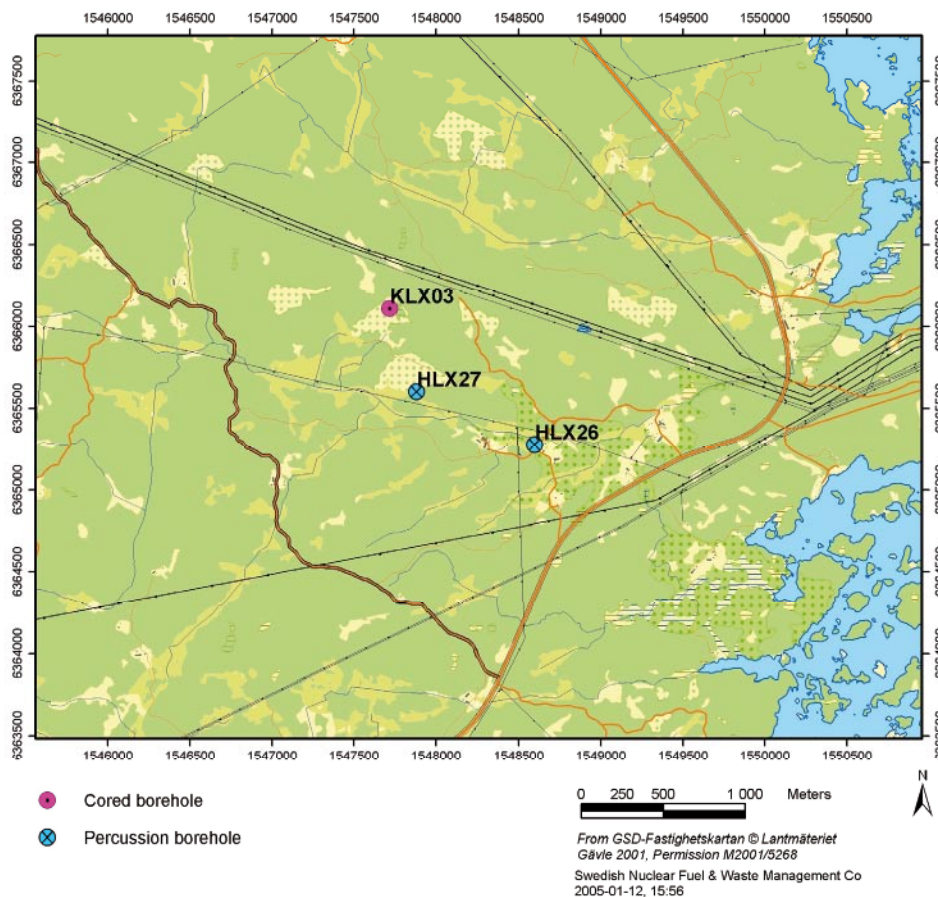 1546000 1546500 1547000 1547500 1548000 1548500 1549000 1549500 1550000 1550500
6367500
6367000
6366500
6366000
6365500
6365000
6364500
6364000
6363500
KLX03
HLX27
HLX26
1546000 1546500 1547000 1547500 1548000 1548500 1549000 1549500 1550000 1550500
Cored borehole
Percussion borehole
0 250 500 1 000 Meters
N
From GSD-Fastighetskartan © Lantmäteriet
Gävle 2001, Permission M2001/5268
Swedish Nuclear Fuel & Waste Management Co
2005-01-12, 15:56